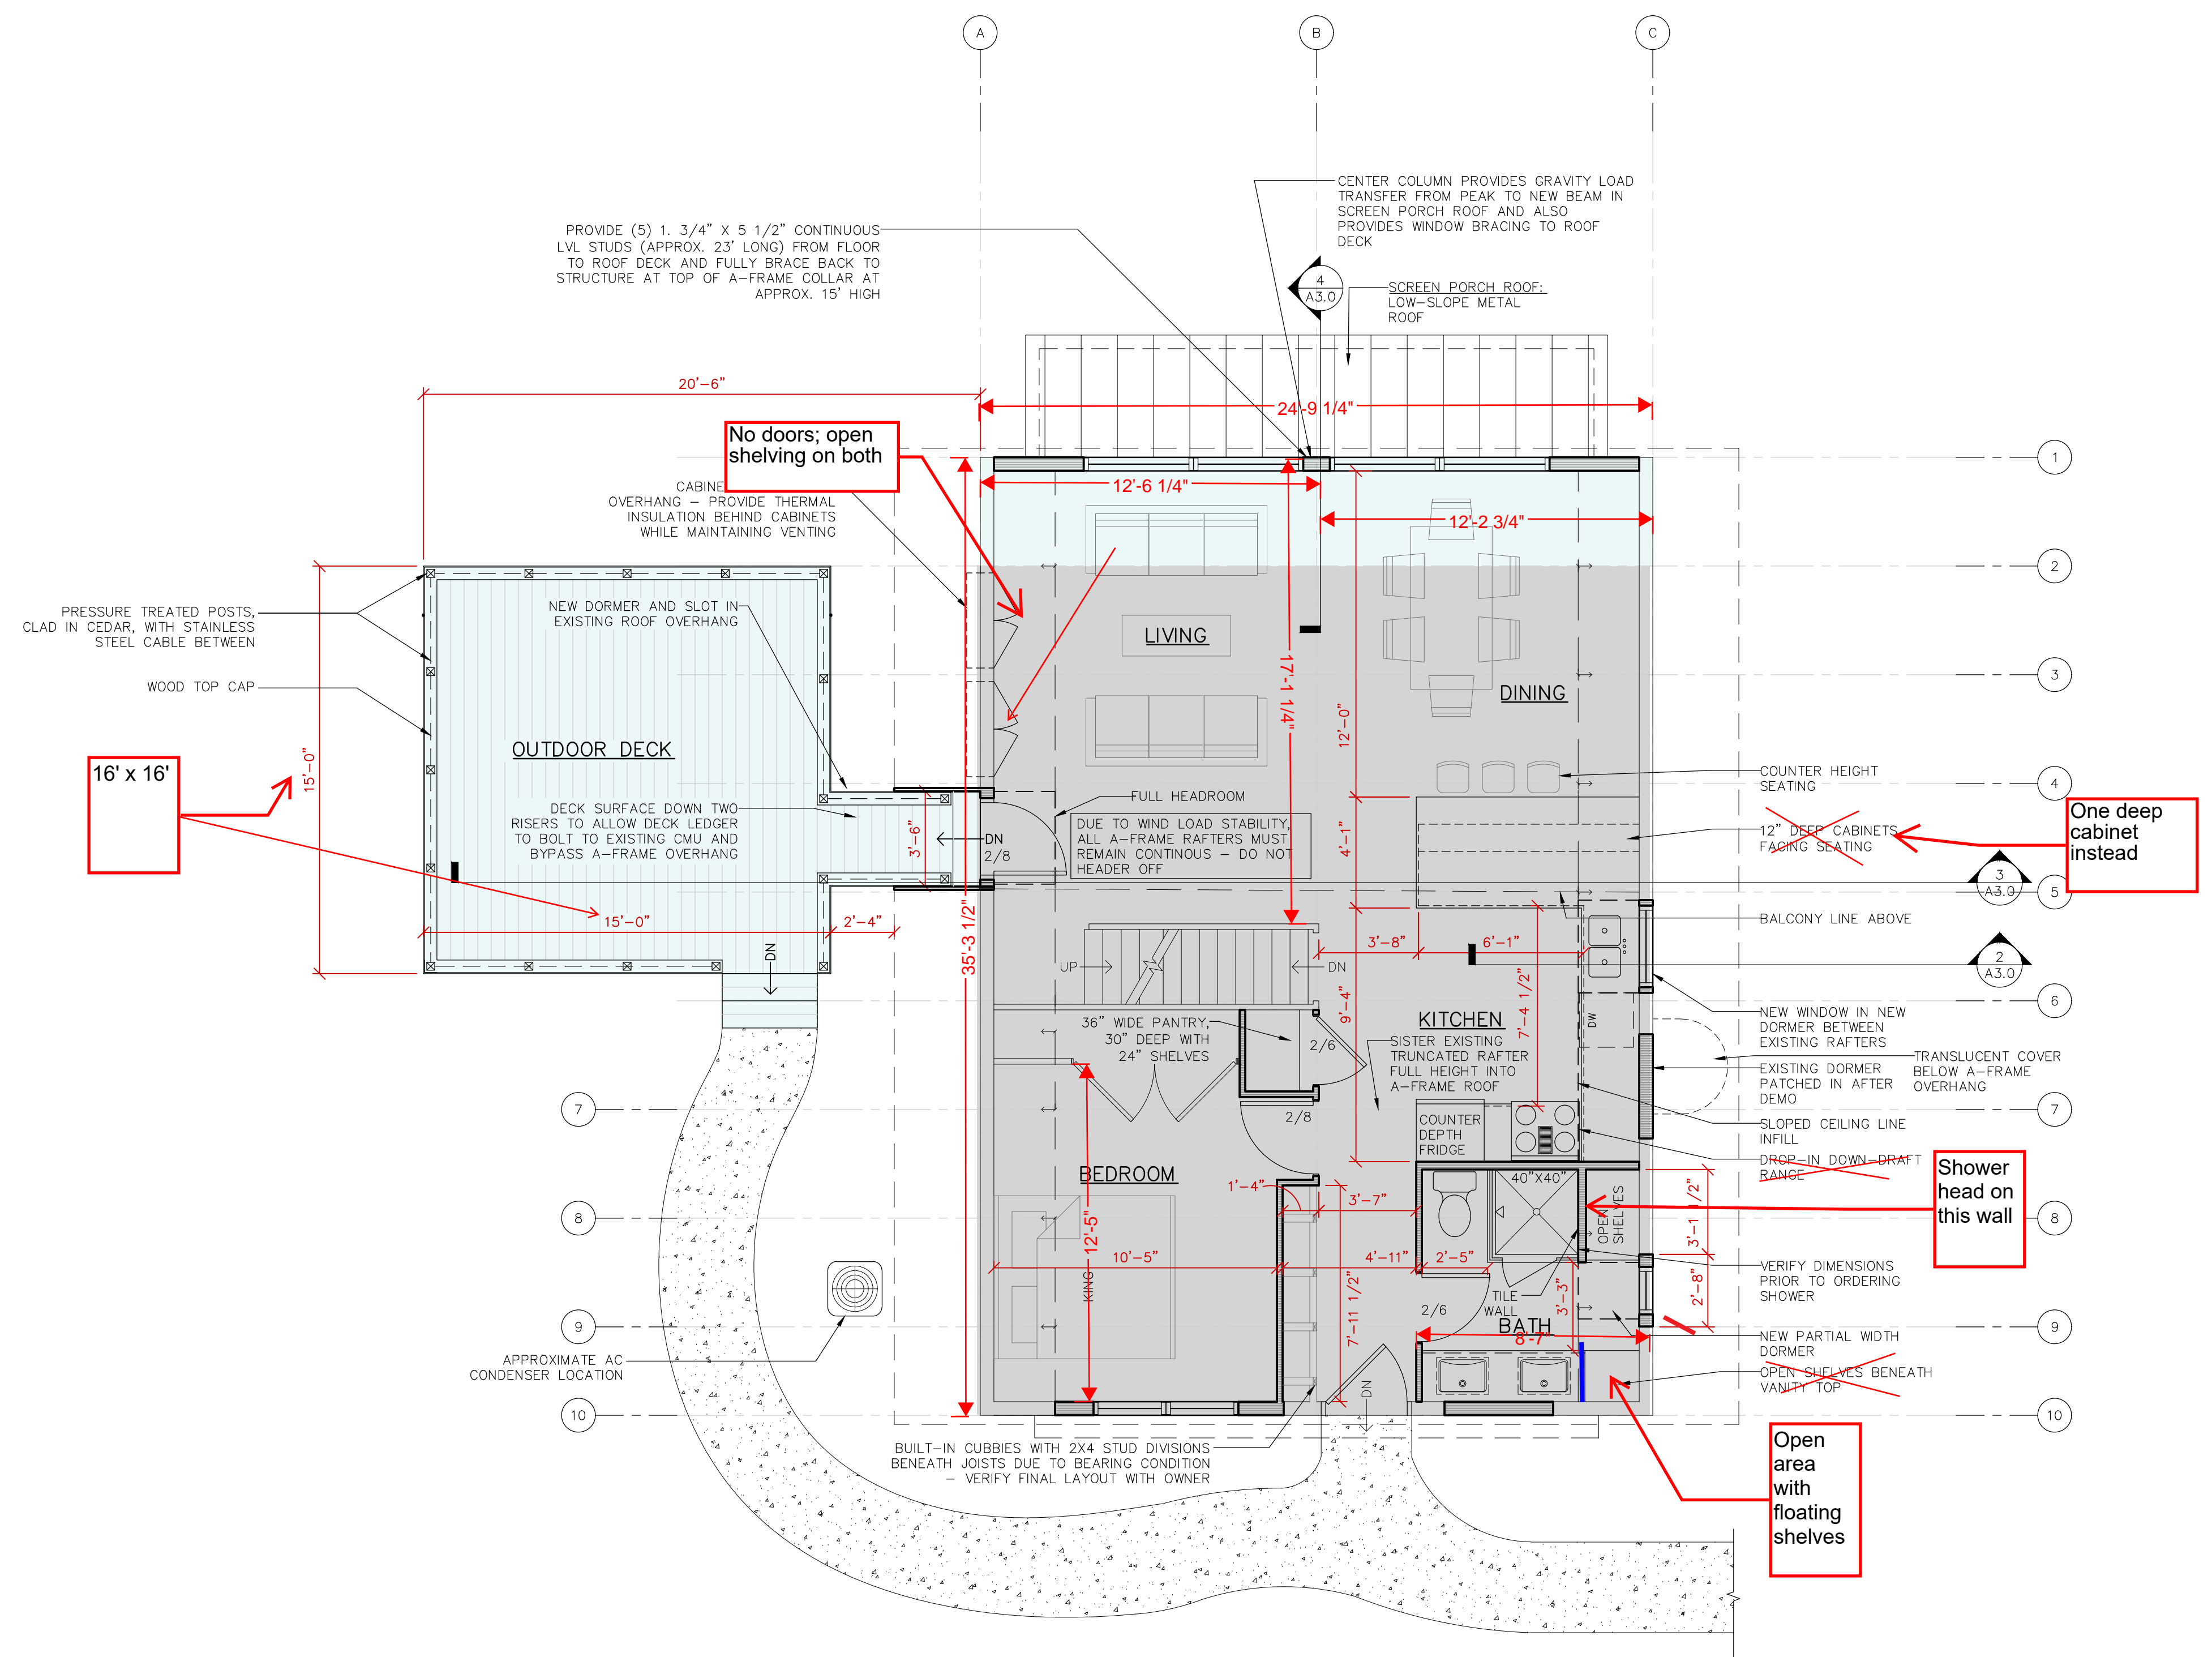 A
B
C
CENTER COLUMN PROVIDES GRAVITY LOAD
TRANSFER FROM PEAK TO NEW BEAM IN
SCREEN PORCH ROOF AND ALSO
PROVIDES WINDOW BRACING TO ROOF
DECK
PROVIDE (5) 1. 3/4" X 5 1/2" CONTINUOUS
LVL STUDS (APPROX. 23' LONG) FROM FLOOR
TO ROOF DECK AND FULLY BRACE BACK TO
STRUCTURE AT TOP OF A-FRAME COLLAR AT
APPROX. 15' HIGH
4
A3.0
SCREEN PORCH ROOF:
LOW-SLOPE METAL
ROOF
20'-6"
24'-9 1/4"
No doors; open
shelving on both
CABINE
OVERHANG - PROVIDE THERMAL
INSULATION BEHIND CABINETS
WHILE MAINTAINING VENTING
12'-6 1/4"
12'-2 3/4"
1
2
3
4
5
6
7
8
9
10
PRESSURE TREATED POSTS,
CLAD IN CEDAR, WITH STAINLESS
STEEL CABLE BETWEEN
WOOD TOP CAP
NEW DORMER AND SLOT IN
EXISTING ROOF OVERHANG
LIVING
DINING
17'-1 1/4"
12'-0"
OUTDOOR DECK
15'-0"
16' x 16'
DECK SURFACE DOWN TWO
RISERS TO ALLOW DECK LEDGER
TO BOLT TO EXISTING CMU AND
BYPASS A-FRAME OVERHANG
3'-6"
DN
2/8
FULL HEADROOM
DUE TO WIND LOAD STABILITY,
ALL A-FRAME RAFTERS MUST
REMAIN CONTINOUS - DO NOT
HEADER OFF
4'-1"
COUNTER HEIGHT
SEATING
12" DEEP CABINETS
FACING SEATING
One deep
cabinet
instead
3
A3.0
BALCONY LINE ABOVE
15'-0"
2'-4"
35'-3 1/2"
DN
UP
DN
3'-8"
6'-1"
2
A3.0
7'-4 1/2"
9'-4"
KITCHEN
DW
36" WIDE PANTRY,
30" DEEP WITH
24" SHELVES
2/6
SISTER EXISTING
TRUNCATED RAFTER
FULL HEIGHT INTO
A-FRAME ROOF
NEW WINDOW IN NEW
DORMER BETWEEN
EXISTING RAFTERS
TRANSLUCENT COVER
BELOW A-FRAME
OVERHANG
EXISTING DORMER
PATCHED IN AFTER
DEMO
SLOPED CEILING LINE
INFILL
DROP-IN DOWN-DRAFT
RANGE
Shower
head on
this wall
7
8
9
10
2/8
COUNTER
DEPTH
FRIDGE
BEDROOM
1'-4"
3'-7"
40"X40"
OPEN
SHELVES
3'-1 1/2"
12'-5"
10'-5"
4'-11"
2'-5"
KING
7'-11 1/2"
2/6
TILE
WALL
3'-3"
2'-8"
BATH
8'-7"
VERIFY DIMENSIONS
PRIOR TO ORDERING
SHOWER
NEW PARTIAL WIDTH
DORMER
OPEN SHELVES BENEATH
VANITY TOP
APPROXIMATE AC
CONDENSER LOCATION
DN
BUILT-IN CUBBIES WITH 2X4 STUD DIVISIONS
BENEATH JOISTS DUE TO BEARING CONDITION
- VERIFY FINAL LAYOUT WITH OWNER
Open
area
with
floating
shelves